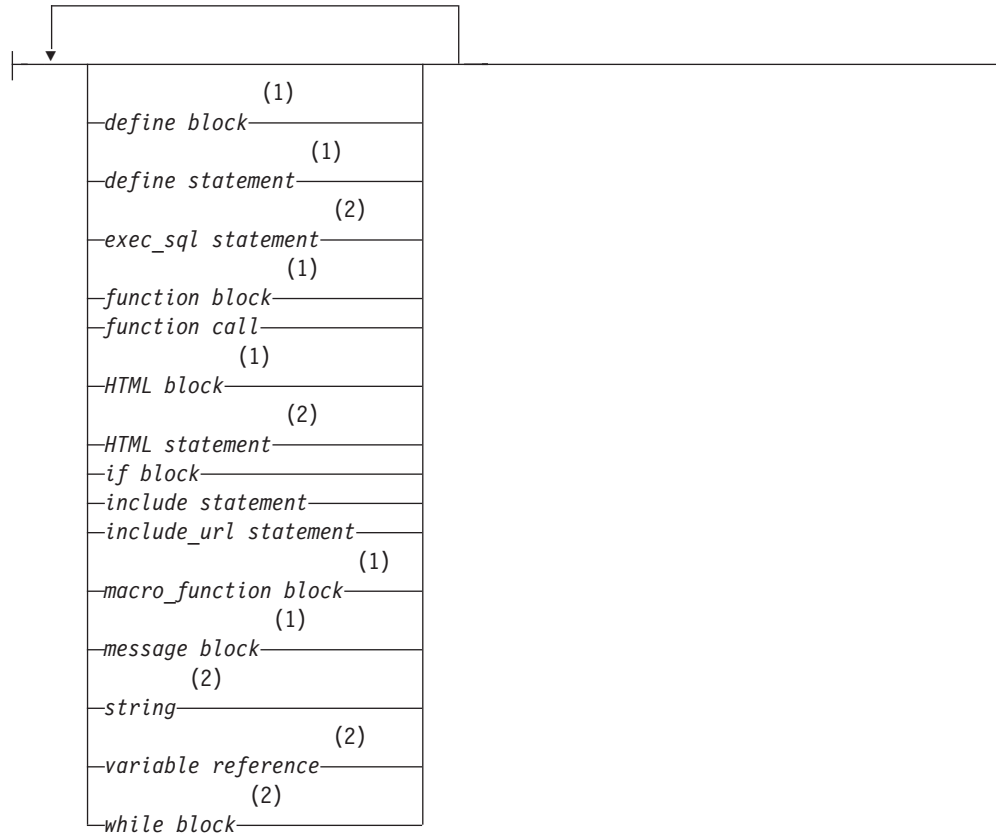 (1)
define block
(1)
define statement
(2)
exec_sql statement
(1)
function block
function call
(1)
HTML block
(2)
HTML statement
if block
include statement
include_url statement
(1)
macro_function block
(1)
message block
(2)
string
(2)
variable reference
(2)
while block